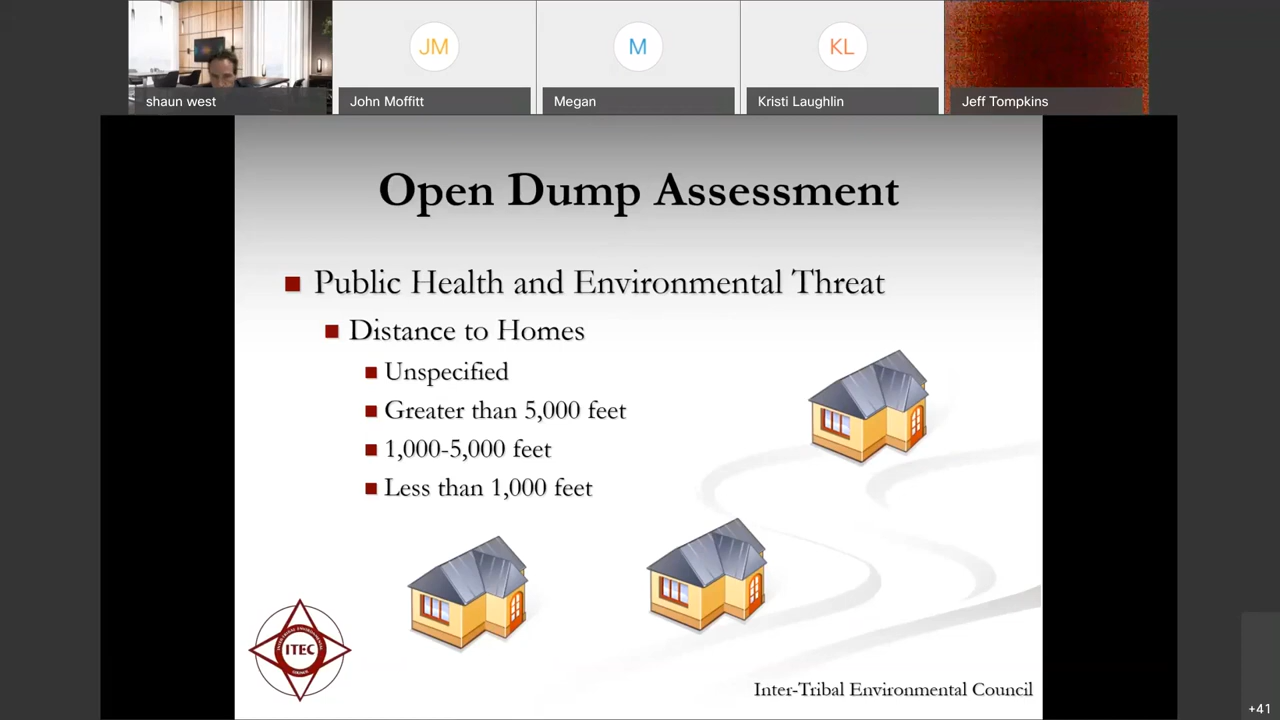 JM
M
KL
shaun west
John Moffitt
Megan
Kristi Laughlin
Jeff Tompkins
Open Dump Assessment
Public Health and Environmental Threat
Distance to Homes
Unspecified
Greater than 5,000 feet
1,000-5,000 feet
Less than 1,000 feet
ITEC
Inter-Tribal Environmental Council
+41